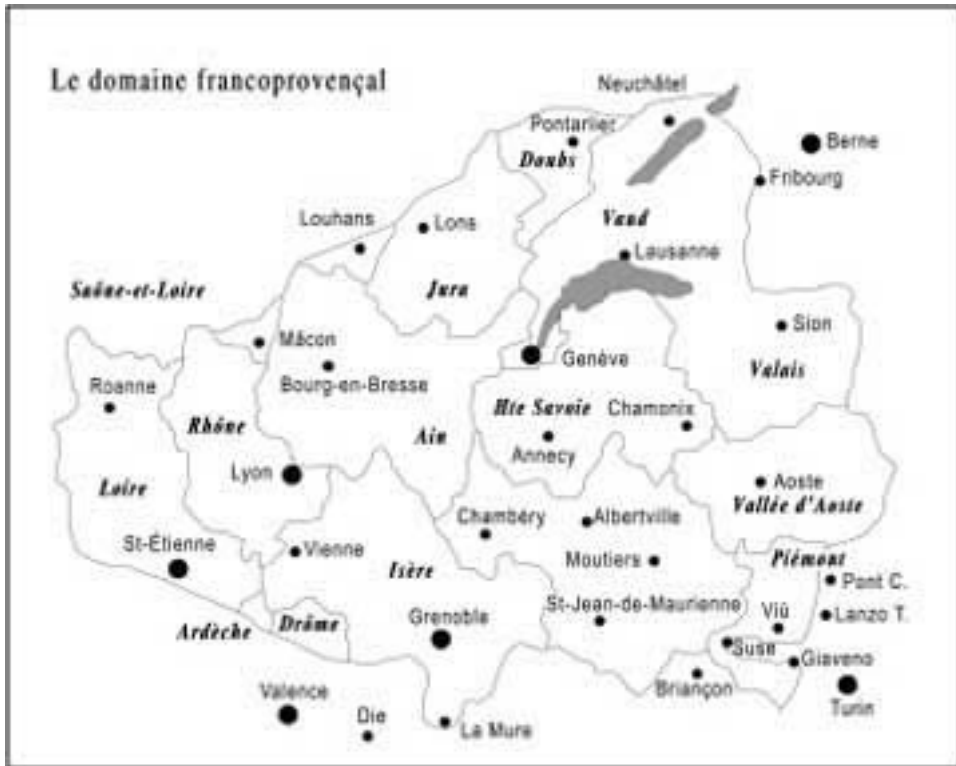 Le domaine francoprovençal
Neuchâtel
Pontarlier
Doubs
Berne
Fribourg
Louhans
Lons
Vaud
Lausanne
Saône-et-Loire
Jura
Mâcon
Sion
Bourg-en-Bresse
Genève
Valais
Roanne
Hte Savoie
Chamonix
Rhône
Ain
Annecy
Lyon
Loire
Aoste
Vallée d'Aoste
Chambéry
Albertville
St-Étienne
Vienne
Moutiers
Piémont
Isère
Pont C.
St-Jean-de-Maurienne
Viû
Lanzo T.
Ardèche
Drôme
Grenoble
Suse
Giaveno
Valence
Briançon
Turin
Die
La Mure